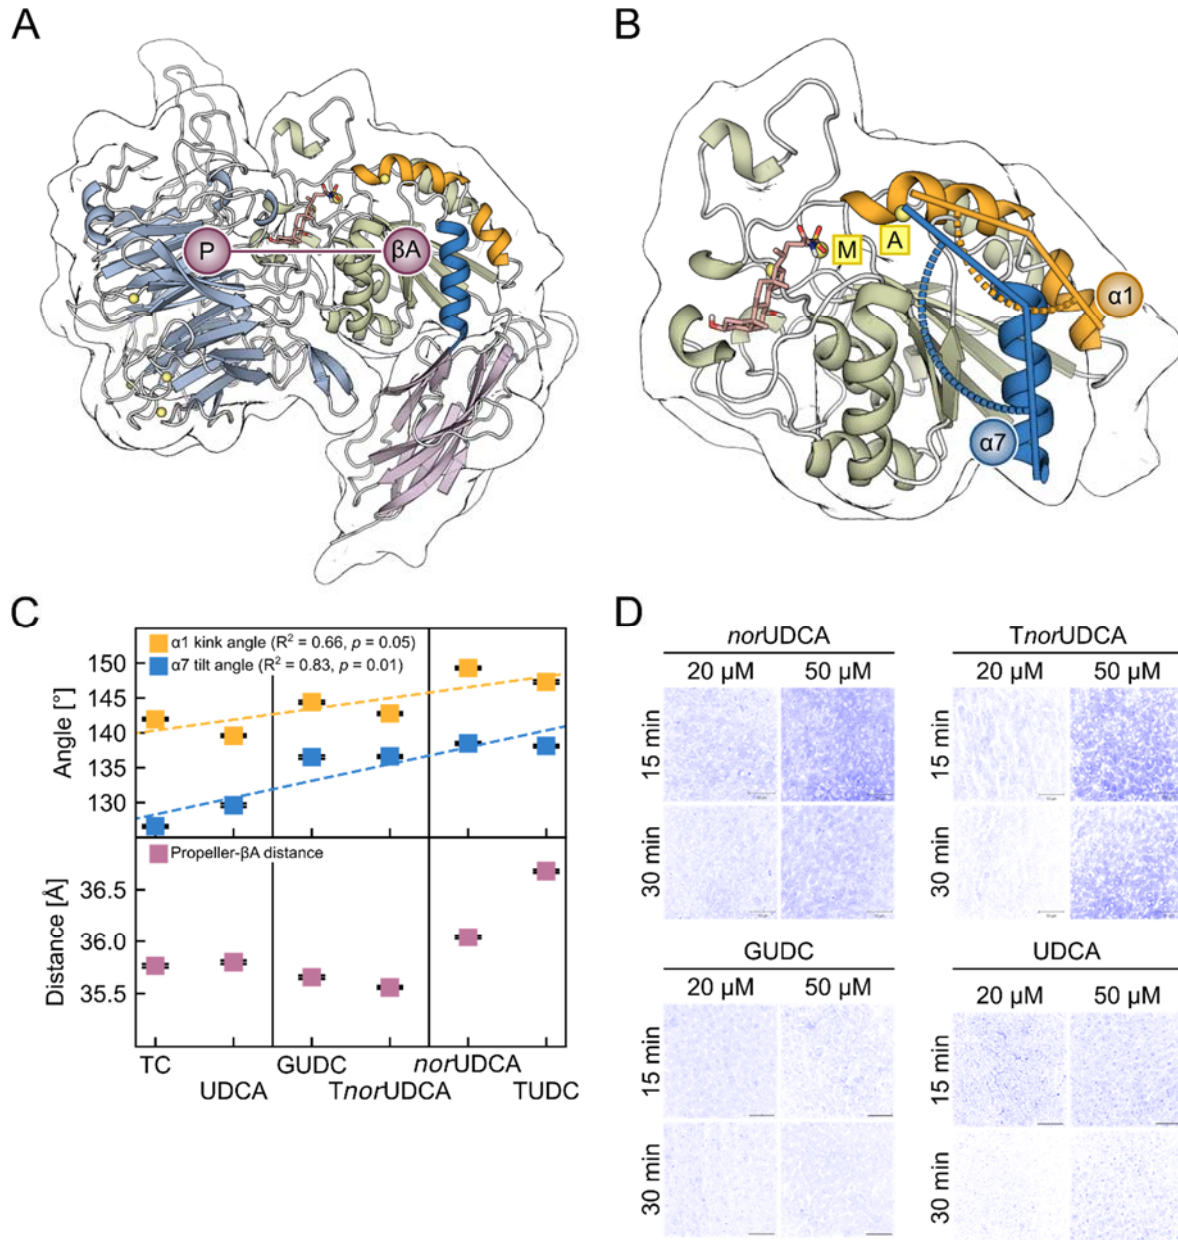 A
B
P
βA
M
A
α1
α7
C
α1 kink angle (R² = 0.66, p = 0.05)
α7 tilt angle (R² = 0.83, p = 0.01)
Angle [°]
150
145
140
135
130
Propeller-βA distance
Distance [Å]
36.5
36.0
35.5
TC
UDCA
GUDC
TnorUDCA
norUDCA
TUDC
D
norUDCA
20 µM 50 µM
15 min
30 min
TnorUDCA
20 µM 50 µM
15 min
30 min
GUDC
20 µM 50 µM
15 min
30 min
UDCA
20 µM 50 µM
15 min
30 min